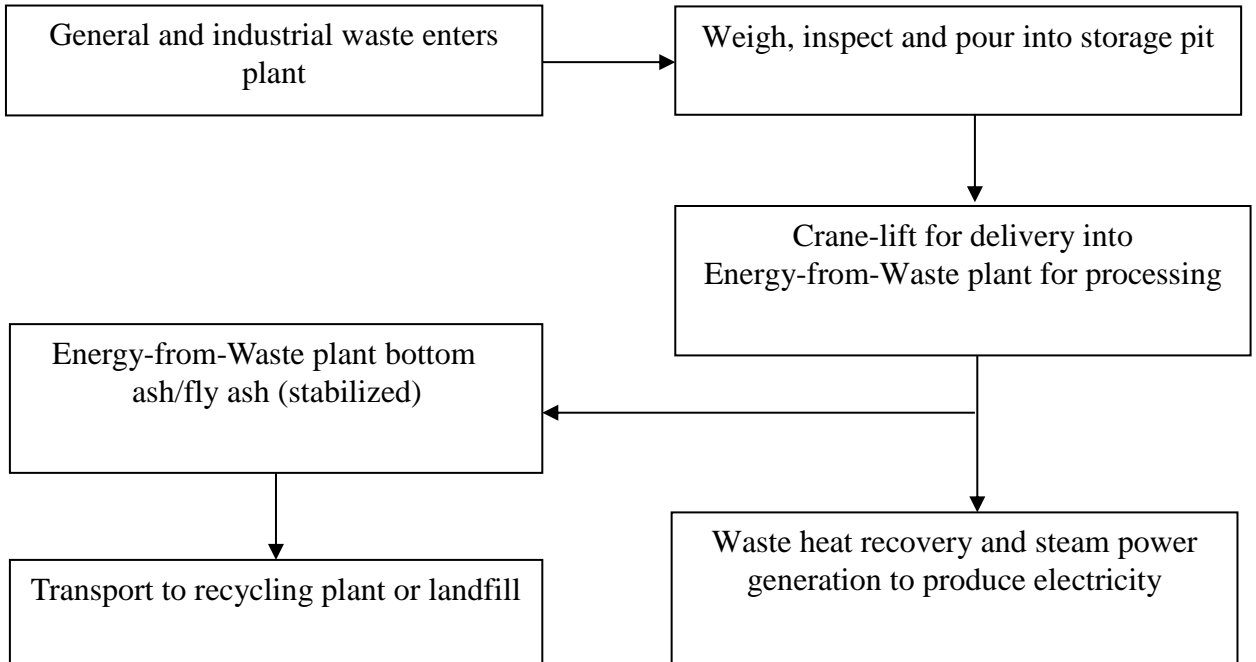 General and industrial waste enters
plant
Weigh, inspect and pour into storage pit
Crane-lift for delivery into
Energy-from-Waste plant for processing
Energy-from-Waste plant bottom
ash/fly ash (stabilized)
Waste heat recovery and steam power
generation to produce electricity
Transport to recycling plant or landfill